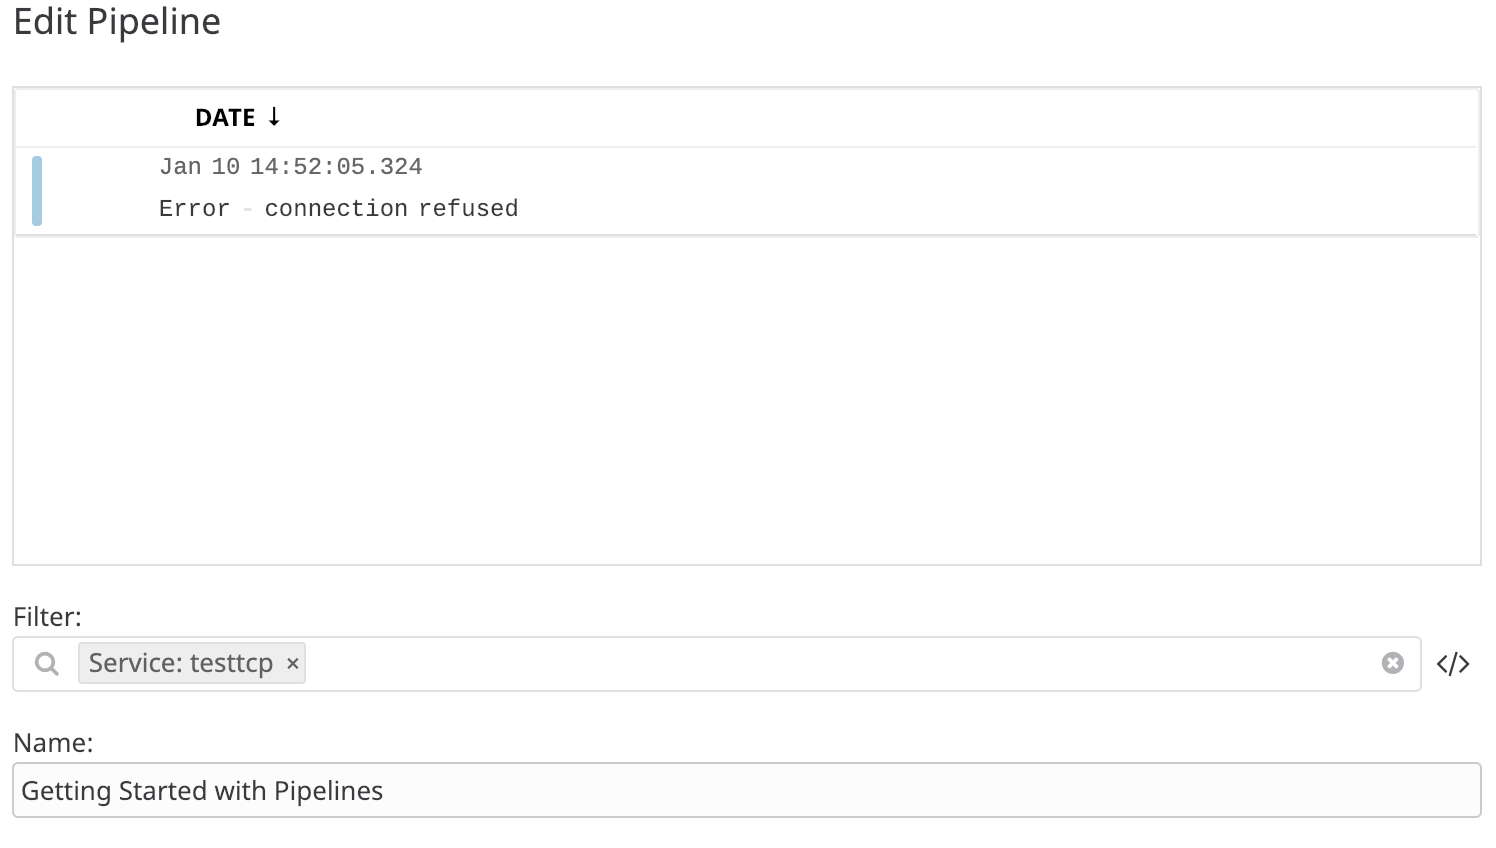 Edit Pipeline
DATE ↓
Jan 10 14:52:05.324
Error - connection refused
Filter:
Service: testtcp ×
</>
Name:
Getting Started with Pipelines